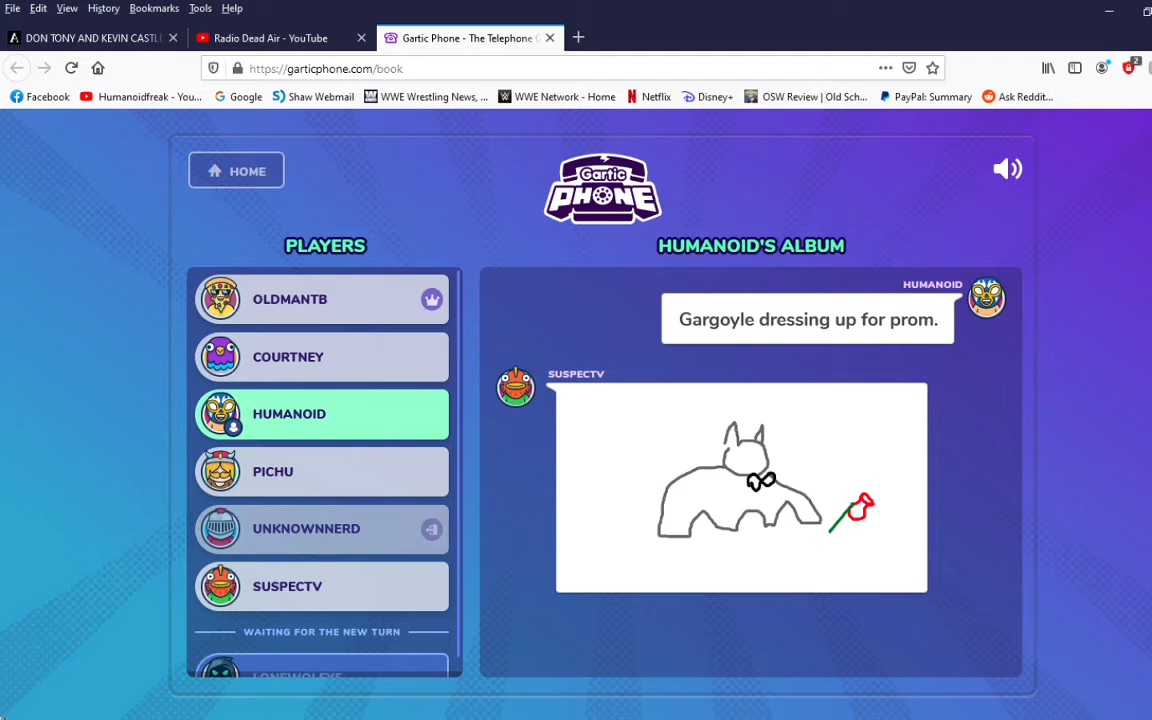 File Edit View History Bookmarks Tools Help
DON TONY AND KEVIN CASTLE
Radio Dead Air - YouTube
Gartic Phone - The Telephone G
https://garticphone.com/book
2
Facebook
Humanoidfreak - You...
Google
Shaw Webmail
WWE Wrestling News, ...
WWE Network - Home
Netflix
Disney+
OSW Review | Old Sch...
PayPal: Summary
Ask Reddit...
HOME
Gartic
PHONE
PLAYERS
OLDMANTB
COURTNEY
HUMANOID
PICHU
UNKNOWNNERD
SUSPECTV
WAITING FOR THE NEW TURN
HUMANOID'S ALBUM
HUMANOID
Gargoyle dressing up for prom.
SUSPECTV